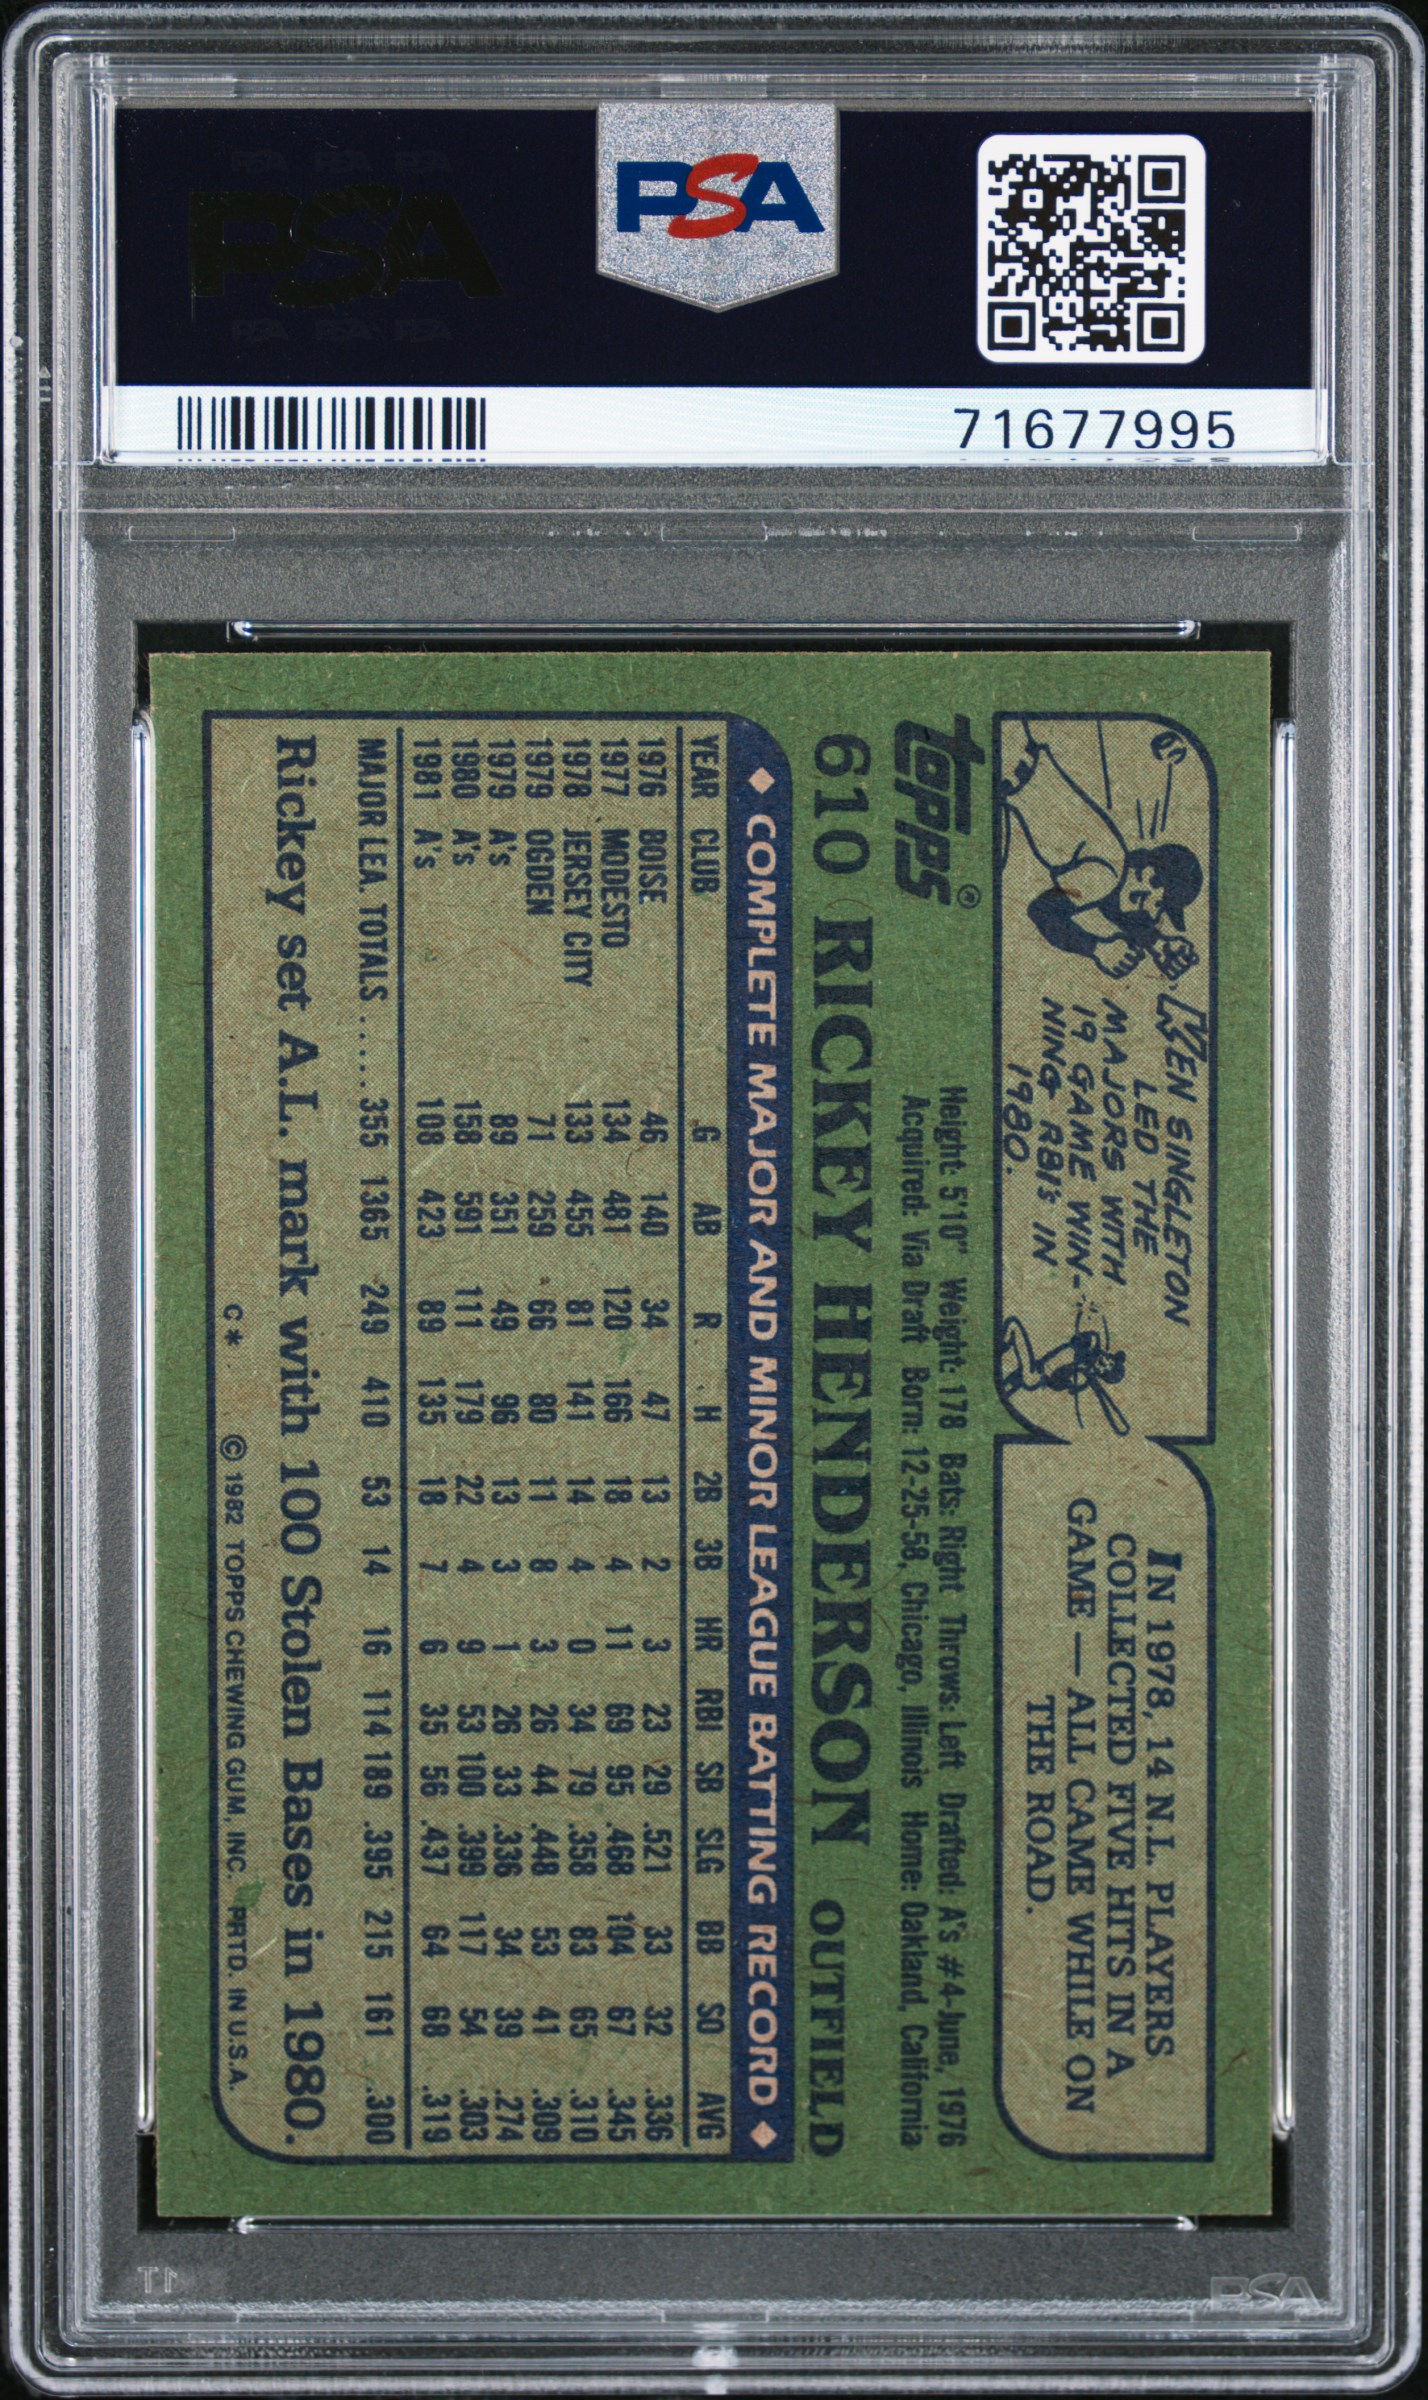 PSA
PSA
71677995
KEN SINGLETON
LED THE
MAJORS WITH
19 GAME WIN-
NING RBI's IN
1980.
IN 1978, 14 N.L. PLAYERS
COLLECTED FIVE HITS IN A
GAME — ALL CAME WHILE ON
THE ROAD.
topps®
Height: 5'10" Weight: 178 Bats: Right Throws: Left Drafted: A's #4-June, 1976
Acquired: Via Draft Born: 12-25-58, Chicago, Illinois Home: Oakland, California
610 RICKEY HENDERSON OUTFIELD
◆ COMPLETE MAJOR AND MINOR LEAGUE BATTING RECORD ◆
YEAR CLUB G AB R H 2B 3B HR RBI SB SLG BB SO AVG
1976 BOISE 46 140 34 47 13 2 3 23 29 .521 33 32 .336
1977 MODESTO 134 481 120 166 18 4 11 69 95 .468 104 67 .345
1978 JERSEY CITY 133 455 81 141 14 4 0 34 79 .358 83 65 .310
1979 OGDEN 71 259 66 80 11 8 3 26 44 .448 53 41 .309
1979 A's 89 351 49 96 13 3 1 26 33 .336 34 39 .274
1980 A's 158 591 111 179 22 4 9 53 100 .399 117 54 .303
1981 A's 108 423 89 135 18 7 6 35 56 .437 64 68 .319
MAJOR LEA. TOTALS ..... 355 1365 249 410 53 14 16 114 189 .395 215 161 .300
Rickey set A.L. mark with 100 Stolen Bases in 1980.
C* © 1982 TOPPS CHEWING GUM, INC. PRTD. IN U.S.A.
PSA